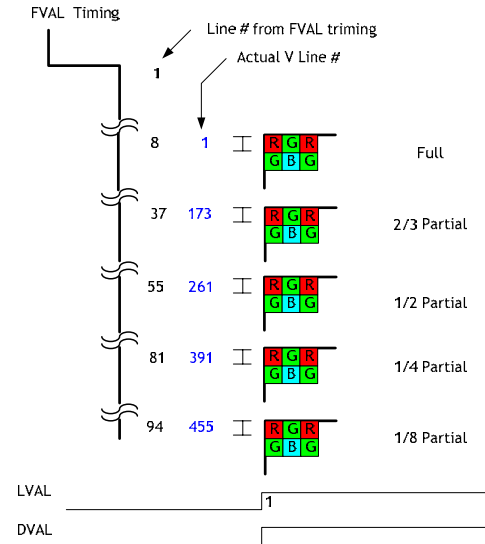 FVAL Timing
Line # from FVAL triming
Actual V Line #
1
8 1 R G R Full
G B G
37 173 R G R 2/3 Partial
G B G
55 261 R G R 1/2 Partial
G B G
81 391 R G R 1/4 Partial
G B G
94 455 R G R 1/8 Partial
G B G
LVAL 1
DVAL